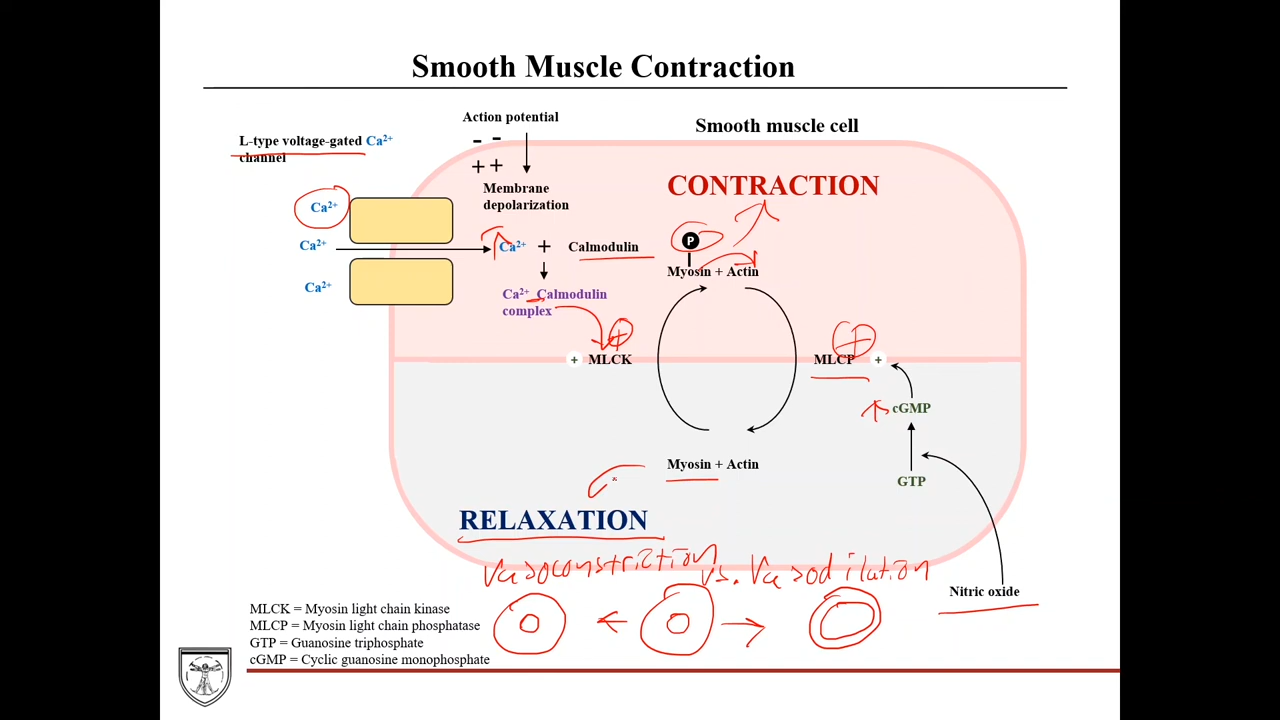 Smooth Muscle Contraction
Action potential
Smooth muscle cell
L-type voltage-gated Ca²⁺
channel
- -
+ +
CONTRACTION
Membrane
depolarization
Ca²⁺
Ca²⁺
Ca²⁺
Ca²⁺ + Calmodulin
P
Myosin + Actin
Ca²⁺ Calmodulin
complex
+ MLCK
+
MLCP +
+
cGMP
GTP
Myosin + Actin
RELAXATION
Vasoconstriction vs. Vasodilation
Nitric oxide
MLCK = Myosin light chain kinase
MLCP = Myosin light chain phosphatase
GTP = Guanosine triphosphate
cGMP = Cyclic guanosine monophosphate